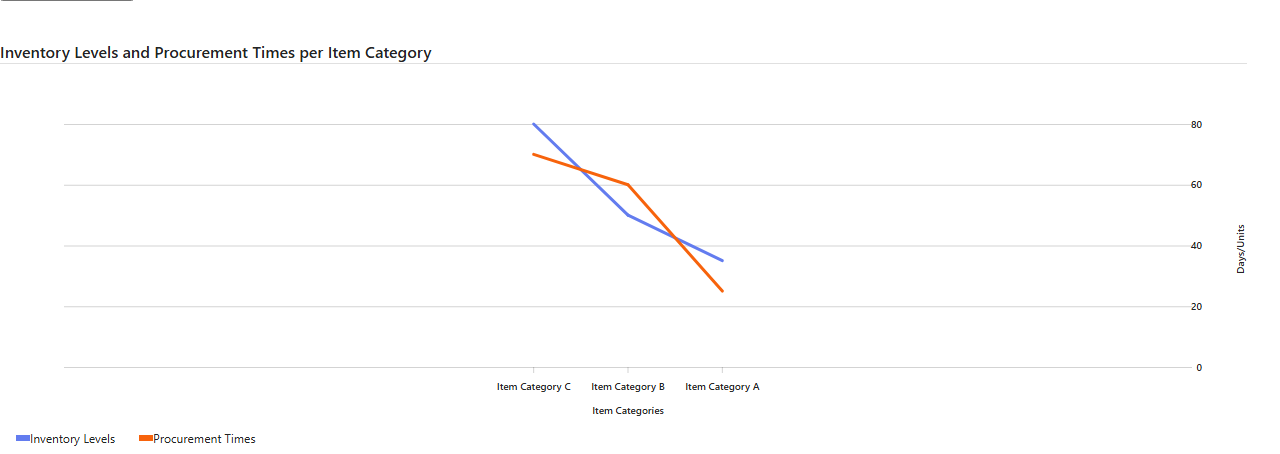 Inventory Levels and Procurement Times per Item Category
80
60
40
20
0
Days/Units
Item Category C Item Category B Item Category A
Item Categories
Inventory Levels Procurement Times